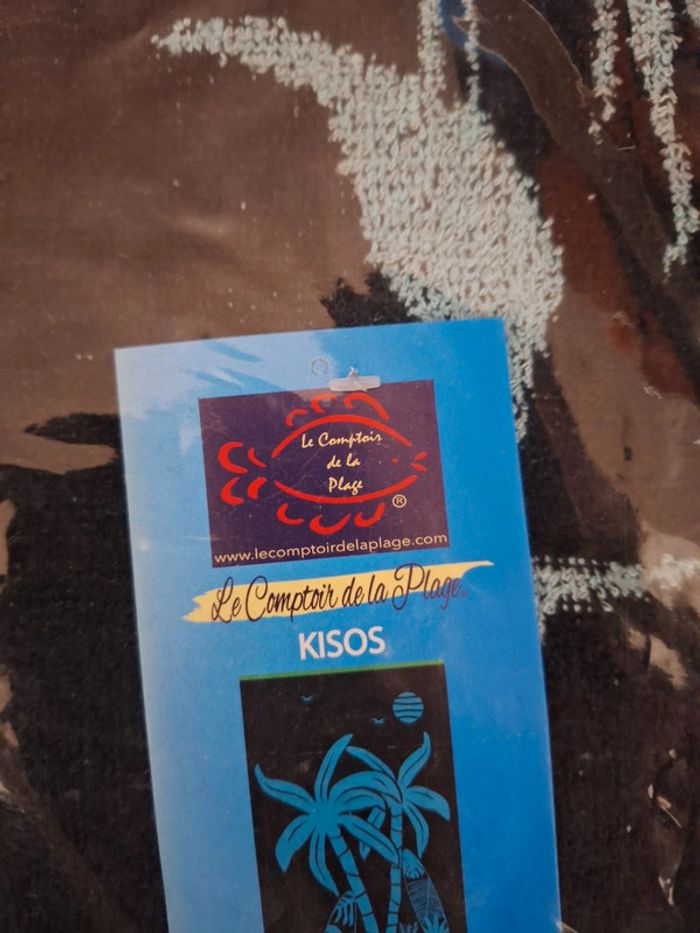 Le Comptoir
de la
Plage
®
www.lecomptoirdelaplage.com
Le Comptoir de la Plage®
KISOS